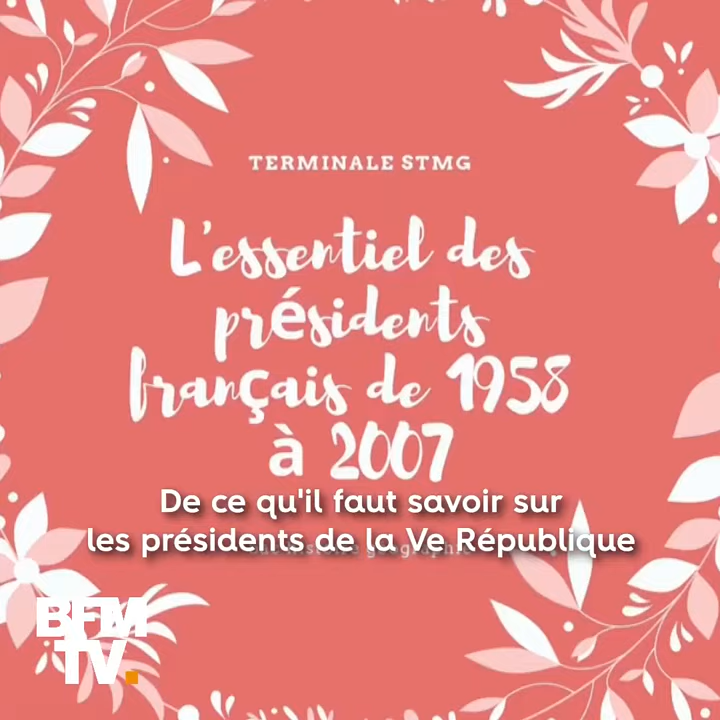 TERMINALE STMG
L'essentiel des
présidents
français de 1958
à 2007
De ce qu'il faut savoir sur
les présidents de la Ve République
BFM
TV.